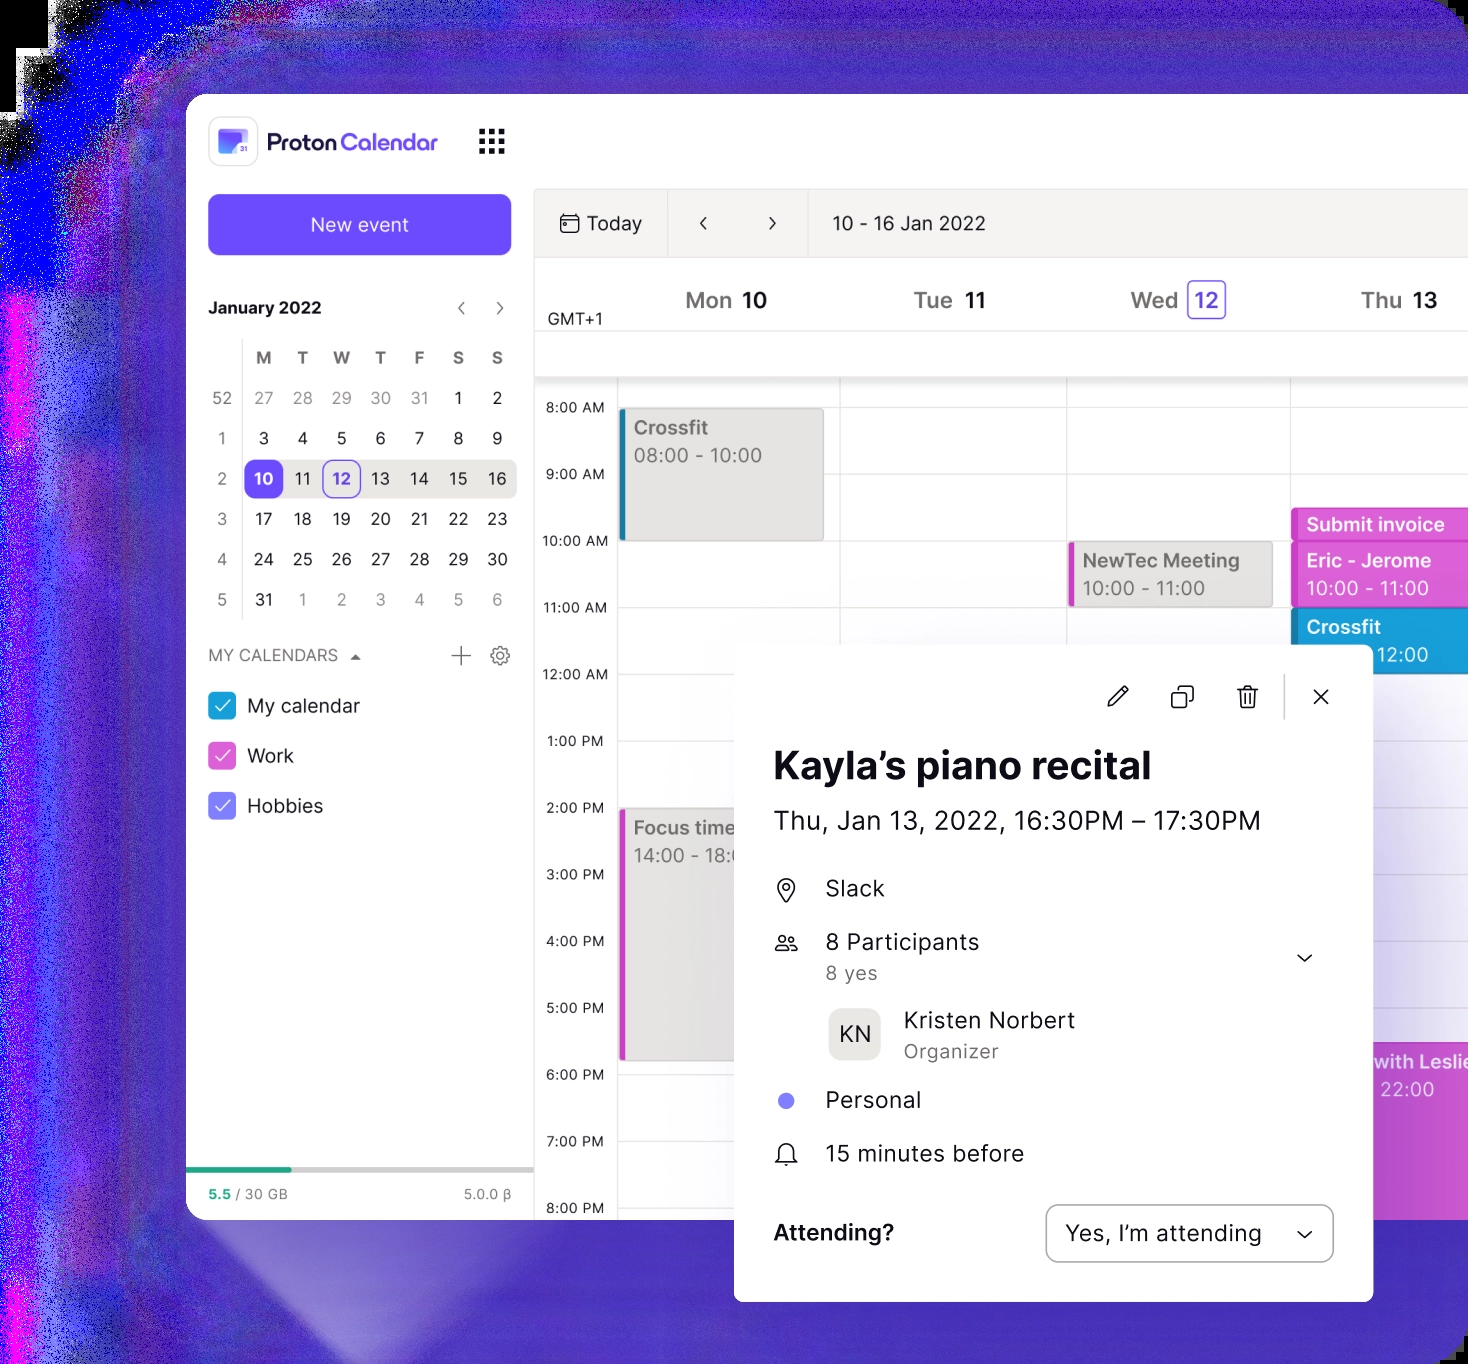 31
Proton Calendar
New event
January 2022
M T W T F S S
52 27 28 29 30 31 1 2
1 3 4 5 6 7 8 9
2 10 11 12 13 14 15 16
3 17 18 19 20 21 22 23
4 24 25 26 27 28 29 30
5 31 1 2 3 4 5 6
MY CALENDARS
My calendar
Work
Hobbies
5.5 / 30 GB 5.0.0 β
Today
10 - 16 Jan 2022
GMT+1
Mon 10 Tue 11 Wed 12 Thu 13
8:00 AM
9:00 AM
10:00 AM
11:00 AM
12:00 AM
1:00 PM
2:00 PM
3:00 PM
4:00 PM
5:00 PM
6:00 PM
7:00 PM
8:00 PM
Crossfit
08:00 - 10:00
Focus time
14:00 - 18:
NewTec Meeting
10:00 - 11:00
Submit invoice
Eric - Jerome
10:00 - 11:00
Crossfit
12:00
with Leslie
22:00
Kayla’s piano recital
Thu, Jan 13, 2022, 16:30PM – 17:30PM
Slack
8 Participants
8 yes
KN
Kristen Norbert
Organizer
Personal
15 minutes before
Attending?
Yes, I’m attending